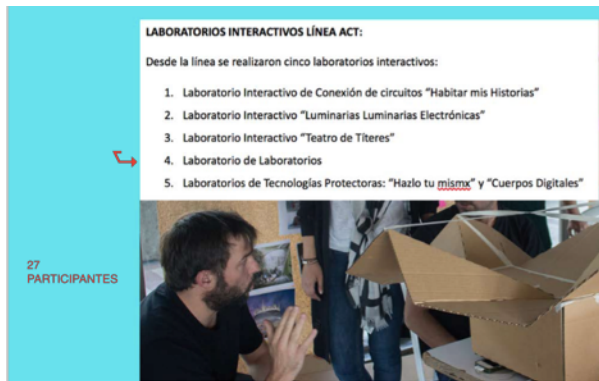 LABORATORIOS INTERACTIVOS LÍNEA ACT:
Desde la línea se realizaron cinco laboratorios interactivos:
1. Laboratorio Interactivo de Conexión de circuitos “Habitar mis Historias”
2. Laboratorio Interactivo “Luminarias Luminarias Electrónicas”
3. Laboratorio Interactivo “Teatro de Títeres”
4. Laboratorio de Laboratorios
5. Laboratorios de Tecnologías Protectoras: “Hazlo tu mismx” y “Cuerpos Digitales”
27
PARTICIPANTES